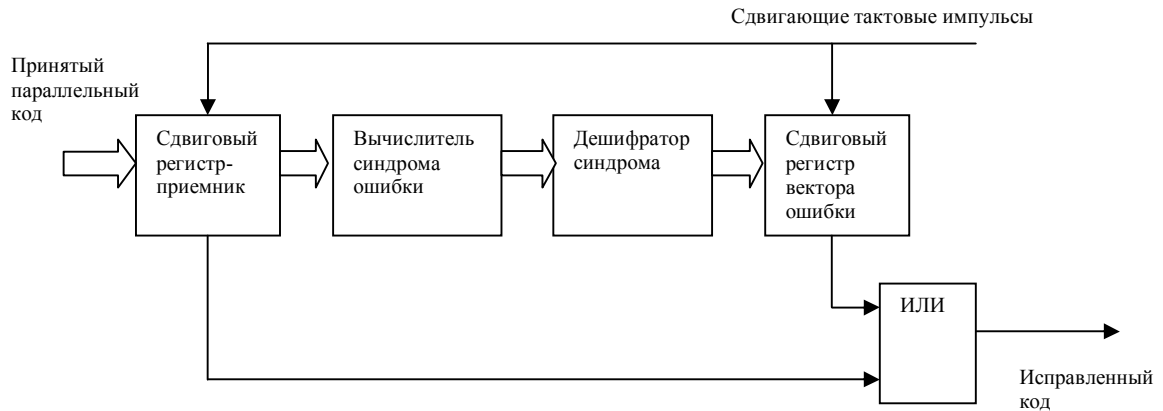 Сдвигающие тактовые импульсы
Принятый
параллельный
код
Сдвиговый
регистр-
приемник
Вычислитель
синдрома
ошибки
Дешифратор
синдрома
Сдвиговый
регистр
вектора
ошибки
ИЛИ
Исправленный
код